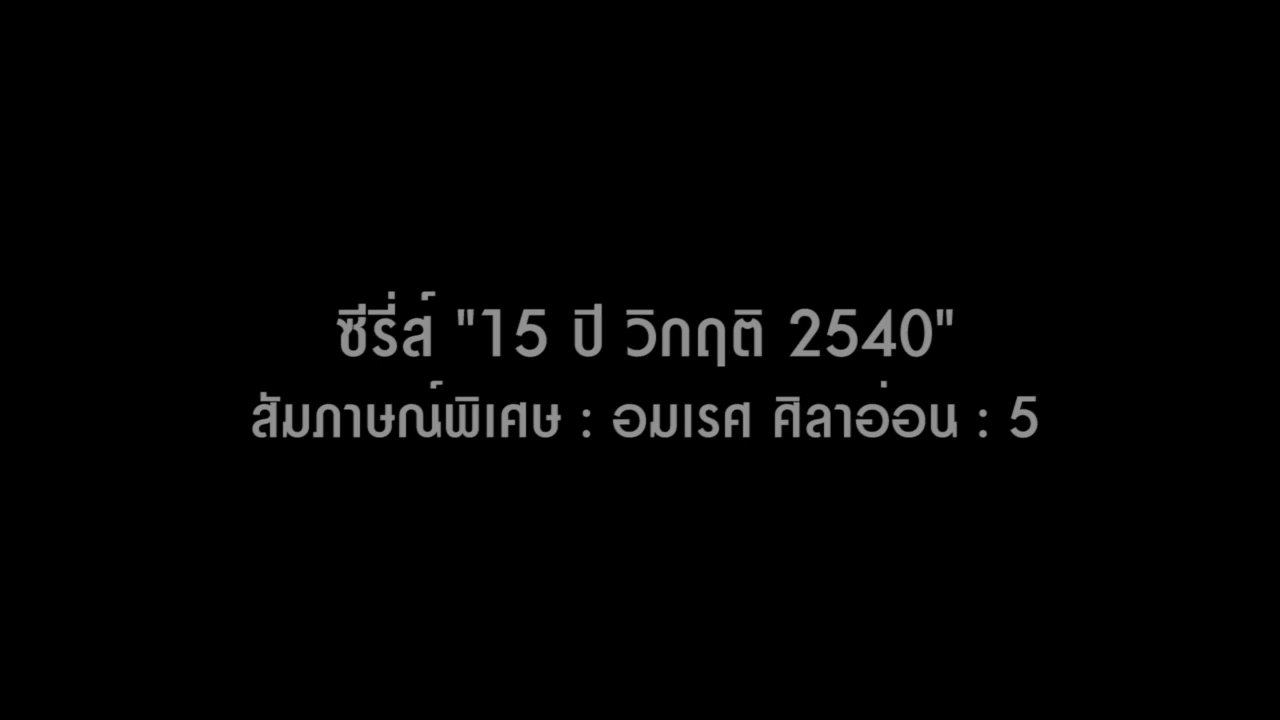 ซีรี่ส์ "15 ปี วิกฤติ 2540"
สัมภาษณ์พิเศษ : อมเรศ ศิลาอ่อน : 5